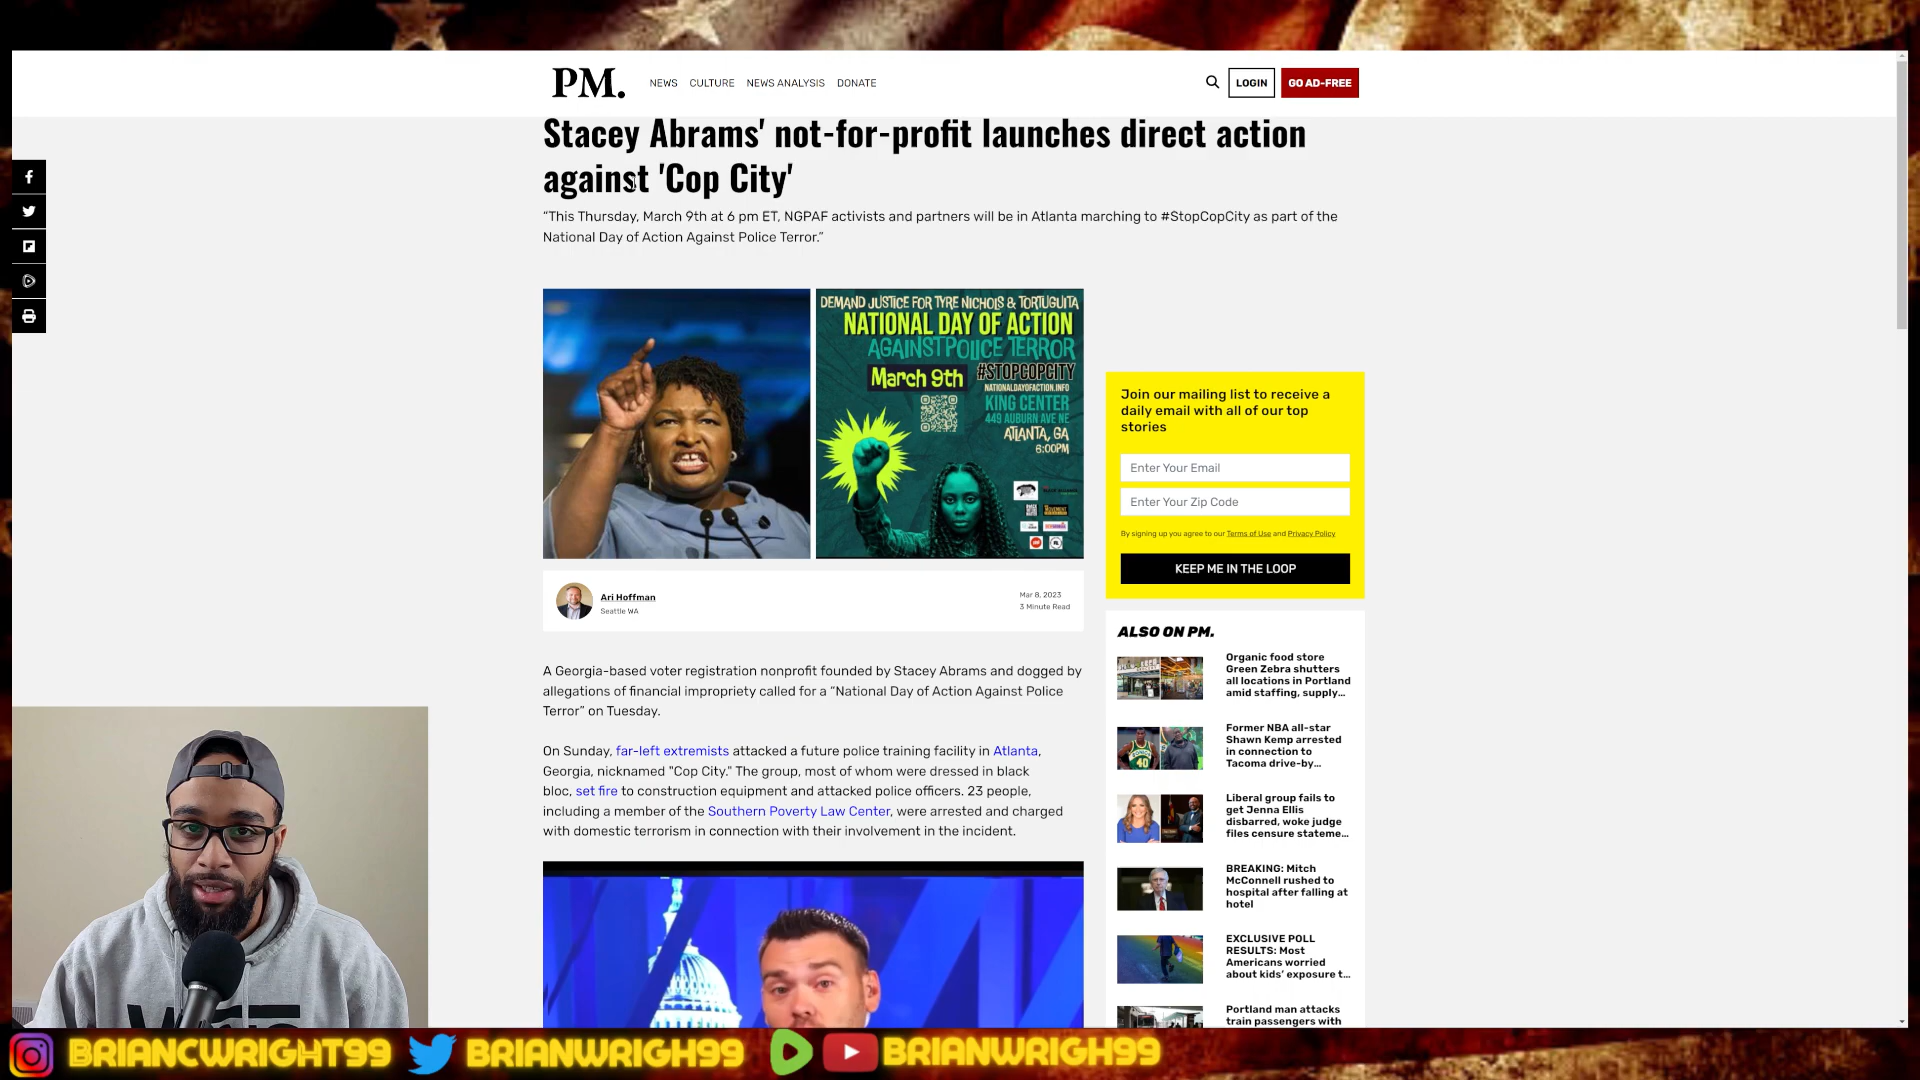 PM.
NEWS CULTURE NEWS ANALYSIS DONATE
LOGIN
GO AD-FREE
Stacey Abrams' not-for-profit launches direct action
against 'Cop City'
"This Thursday, March 9th at 6 pm ET, NGPAF activists and partners will be in Atlanta marching to #StopCopCity as part of the
National Day of Action Against Police Terror."
DEMAND JUSTICE FOR TYRE NICHOLS & TORTUGUITA
NATIONAL DAY OF ACTION
AGAINST POLICE TERROR
March 9th
#STOPCOPCITY
NATIONALDAYOFACTION.INFO
KING CENTER
449 AUBURN AVE NE
ATLANTA, GA
6:00PM
Ari Hoffman
Seattle WA
Mar 8, 2023
3 Minute Read
A Georgia-based voter registration nonprofit founded by Stacey Abrams and dogged by
allegations of financial impropriety called for a "National Day of Action Against Police
Terror" on Tuesday.
On Sunday, far-left extremists attacked a future police training facility in Atlanta,
Georgia, nicknamed "Cop City." The group, most of whom were dressed in black
bloc, set fire to construction equipment and attacked police officers. 23 people,
including a member of the Southern Poverty Law Center, were arrested and charged
with domestic terrorism in connection with their involvement in the incident.
Join our mailing list to receive a
daily email with all of our top
stories
Enter Your Email
Enter Your Zip Code
By signing up you agree to our Terms of Use and Privacy Policy
KEEP ME IN THE LOOP
ALSO ON PM.
Organic food store
Green Zebra shutters
all locations in Portland
amid staffing, supply...
Former NBA all-star
Shawn Kemp arrested
in connection to
Tacoma drive-by...
Liberal group fails to
get Jenna Ellis
disbarred, woke judge
files censure stateme...
BREAKING: Mitch
McConnell rushed to
hospital after falling at
hotel
EXCLUSIVE POLL
RESULTS: Most
Americans worried
about kids' exposure t...
Portland man attacks
train passengers with
BRIANCWRIGHT99
BRIANWRIGH99
BRIANWRIGH99